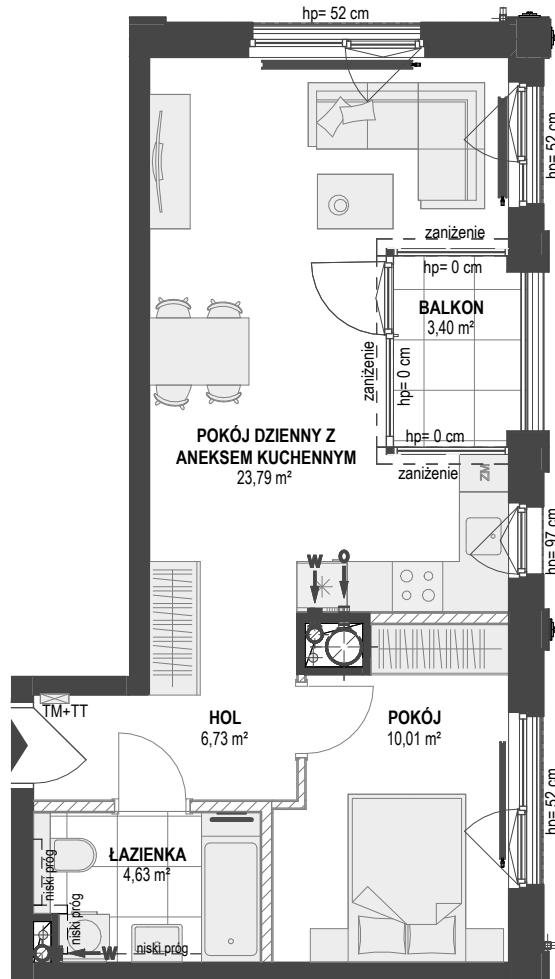 hp= 52 cm
hp= 52 cm
zaniżenie
hp= 0 cm
BALKON
3,40 m²
zaniżenie
hp= 0 cm
hp= 0 cm
zaniżenie
POKÓJ DZIENNY Z
ANEKSEM KUCHENNYM
23,79 m²
ZM
hp= 97 cm
W
O
TM+TT
HOL
6,73 m²
POKÓJ
10,01 m²
hp= 52 cm
ŁAZIENKA
4,63 m²
niski próg
niski próg
W
niski próg